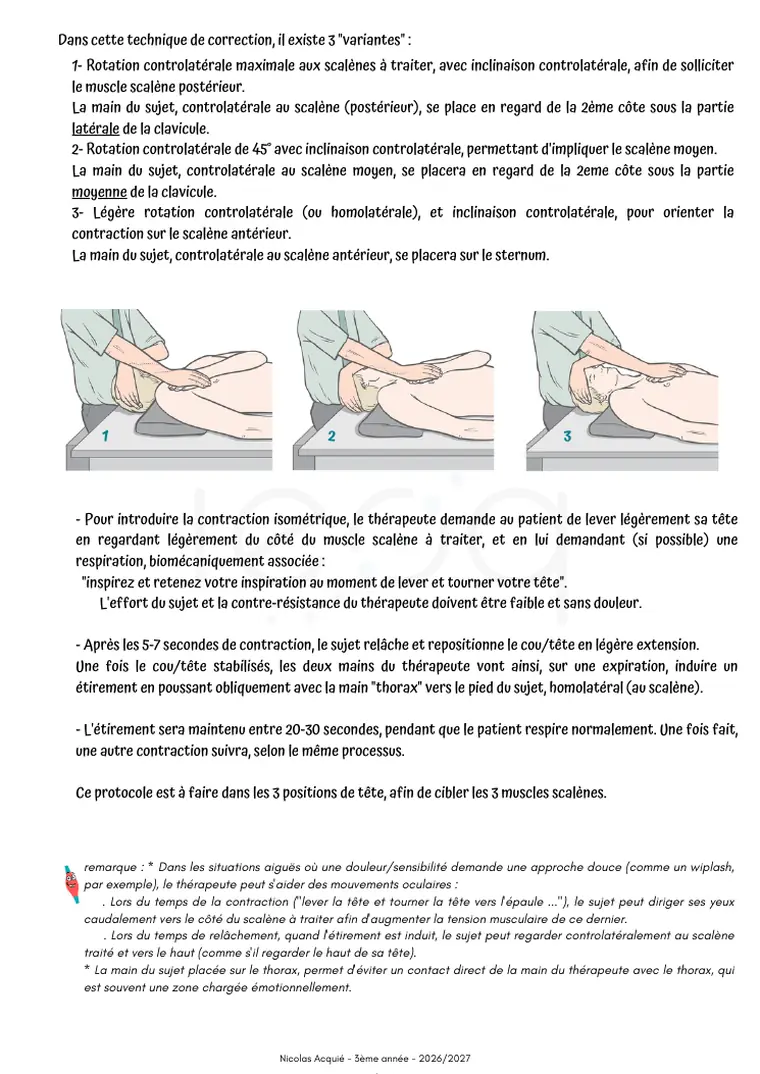 Dans cette technique de correction, il existe 3 "variantes" :
1- Rotation controlatérale maximale aux scalènes à traiter, avec inclinaison controlatérale, afin de solliciter
le muscle scalène postérieur.
La main du sujet, controlatérale au scalène (postérieur), se place en regard de la 2ème côte sous la partie
latérale de la clavicule.
2- Rotation controlatérale de 45° avec inclinaison controlatérale, permettant d'impliquer le scalène moyen.
La main du sujet, controlatérale au scalène moyen, se placera en regard de la 2eme côte sous la partie
moyenne de la clavicule.
3- Légère rotation controlatérale (ou homolatérale), et inclinaison controlatérale, pour orienter la
contraction sur le scalène antérieur.
La main du sujet, controlatérale au scalène antérieur, se placera sur le sternum.
1 2 3
- Pour introduire la contraction isométrique, le thérapeute demande au patient de lever légèrement sa tête
en regardant légèrement du côté du muscle scalène à traiter, et en lui demandant (si possible) une
respiration, biomécaniquement associée :
"inspirez et retenez votre inspiration au moment de lever et tourner votre tête".
L'effort du sujet et la contre-résistance du thérapeute doivent être faible et sans douleur.
- Après les 5-7 secondes de contraction, le sujet relâche et repositionne le cou/tête en légère extension.
Une fois le cou/tête stabilisés, les deux mains du thérapeute vont ainsi, sur une expiration, induire un
étirement en poussant obliquement avec la main "thorax" vers le pied du sujet, homolatéral (au scalène).
- L'étirement sera maintenu entre 20-30 secondes, pendant que le patient respire normalement. Une fois fait,
une autre contraction suivra, selon le même processus.
Ce protocole est à faire dans les 3 positions de tête, afin de cibler les 3 muscles scalènes.
remarque : * Dans les situations aiguës où une douleur/sensibilité demande une approche douce (comme un wiplash,
par exemple), le thérapeute peut s'aider des mouvements oculaires :
. Lors du temps de la contraction ("lever la tête et tourner la tête vers l'épaule ..."), le sujet peut diriger ses yeux
caudalement vers le côté du scalène à traiter afin d'augmenter la tension musculaire de ce dernier.
. Lors du temps de relâchement, quand l'étirement est induit, le sujet peut regarder controlatéralement au scalène
traité et vers le haut (comme s'il regarder le haut de sa tête).
* La main du sujet placée sur le thorax, permet d'éviter un contact direct de la main du thérapeute avec le thorax, qui
est souvent une zone chargée émotionnellement.
Nicolas Acquié - 3ème année - 2026/2027